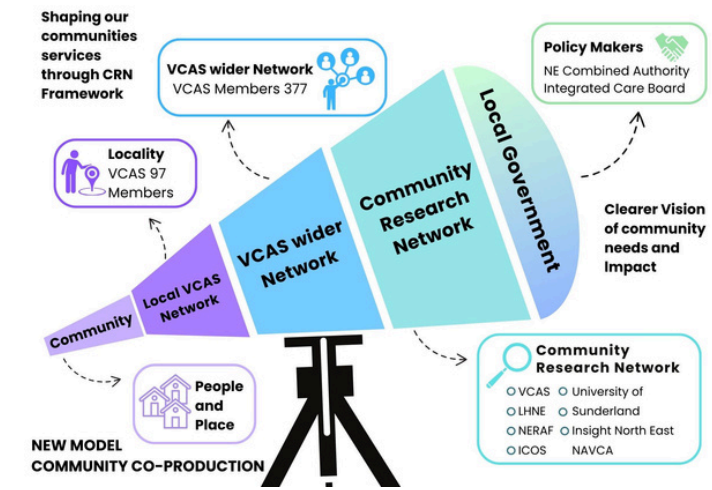 Shaping our
communities
services
through CRN
Framework
VCAS wider Network
VCAS Members 377
Policy Makers
NE Combined Authority
Integrated Care Board
Locality
VCAS 97
Members
Community
Local VCAS
Network
VCAS wider
Network
Community
Research
Network
Local Government
Clearer Vision
of community
needs and
Impact
People
and
Place
Community
Research Network
VCAS
LHNE
NERAF
ICOS
University of
Sunderland
Insight North East
NAVCA
NEW MODEL
COMMUNITY CO-PRODUCTION